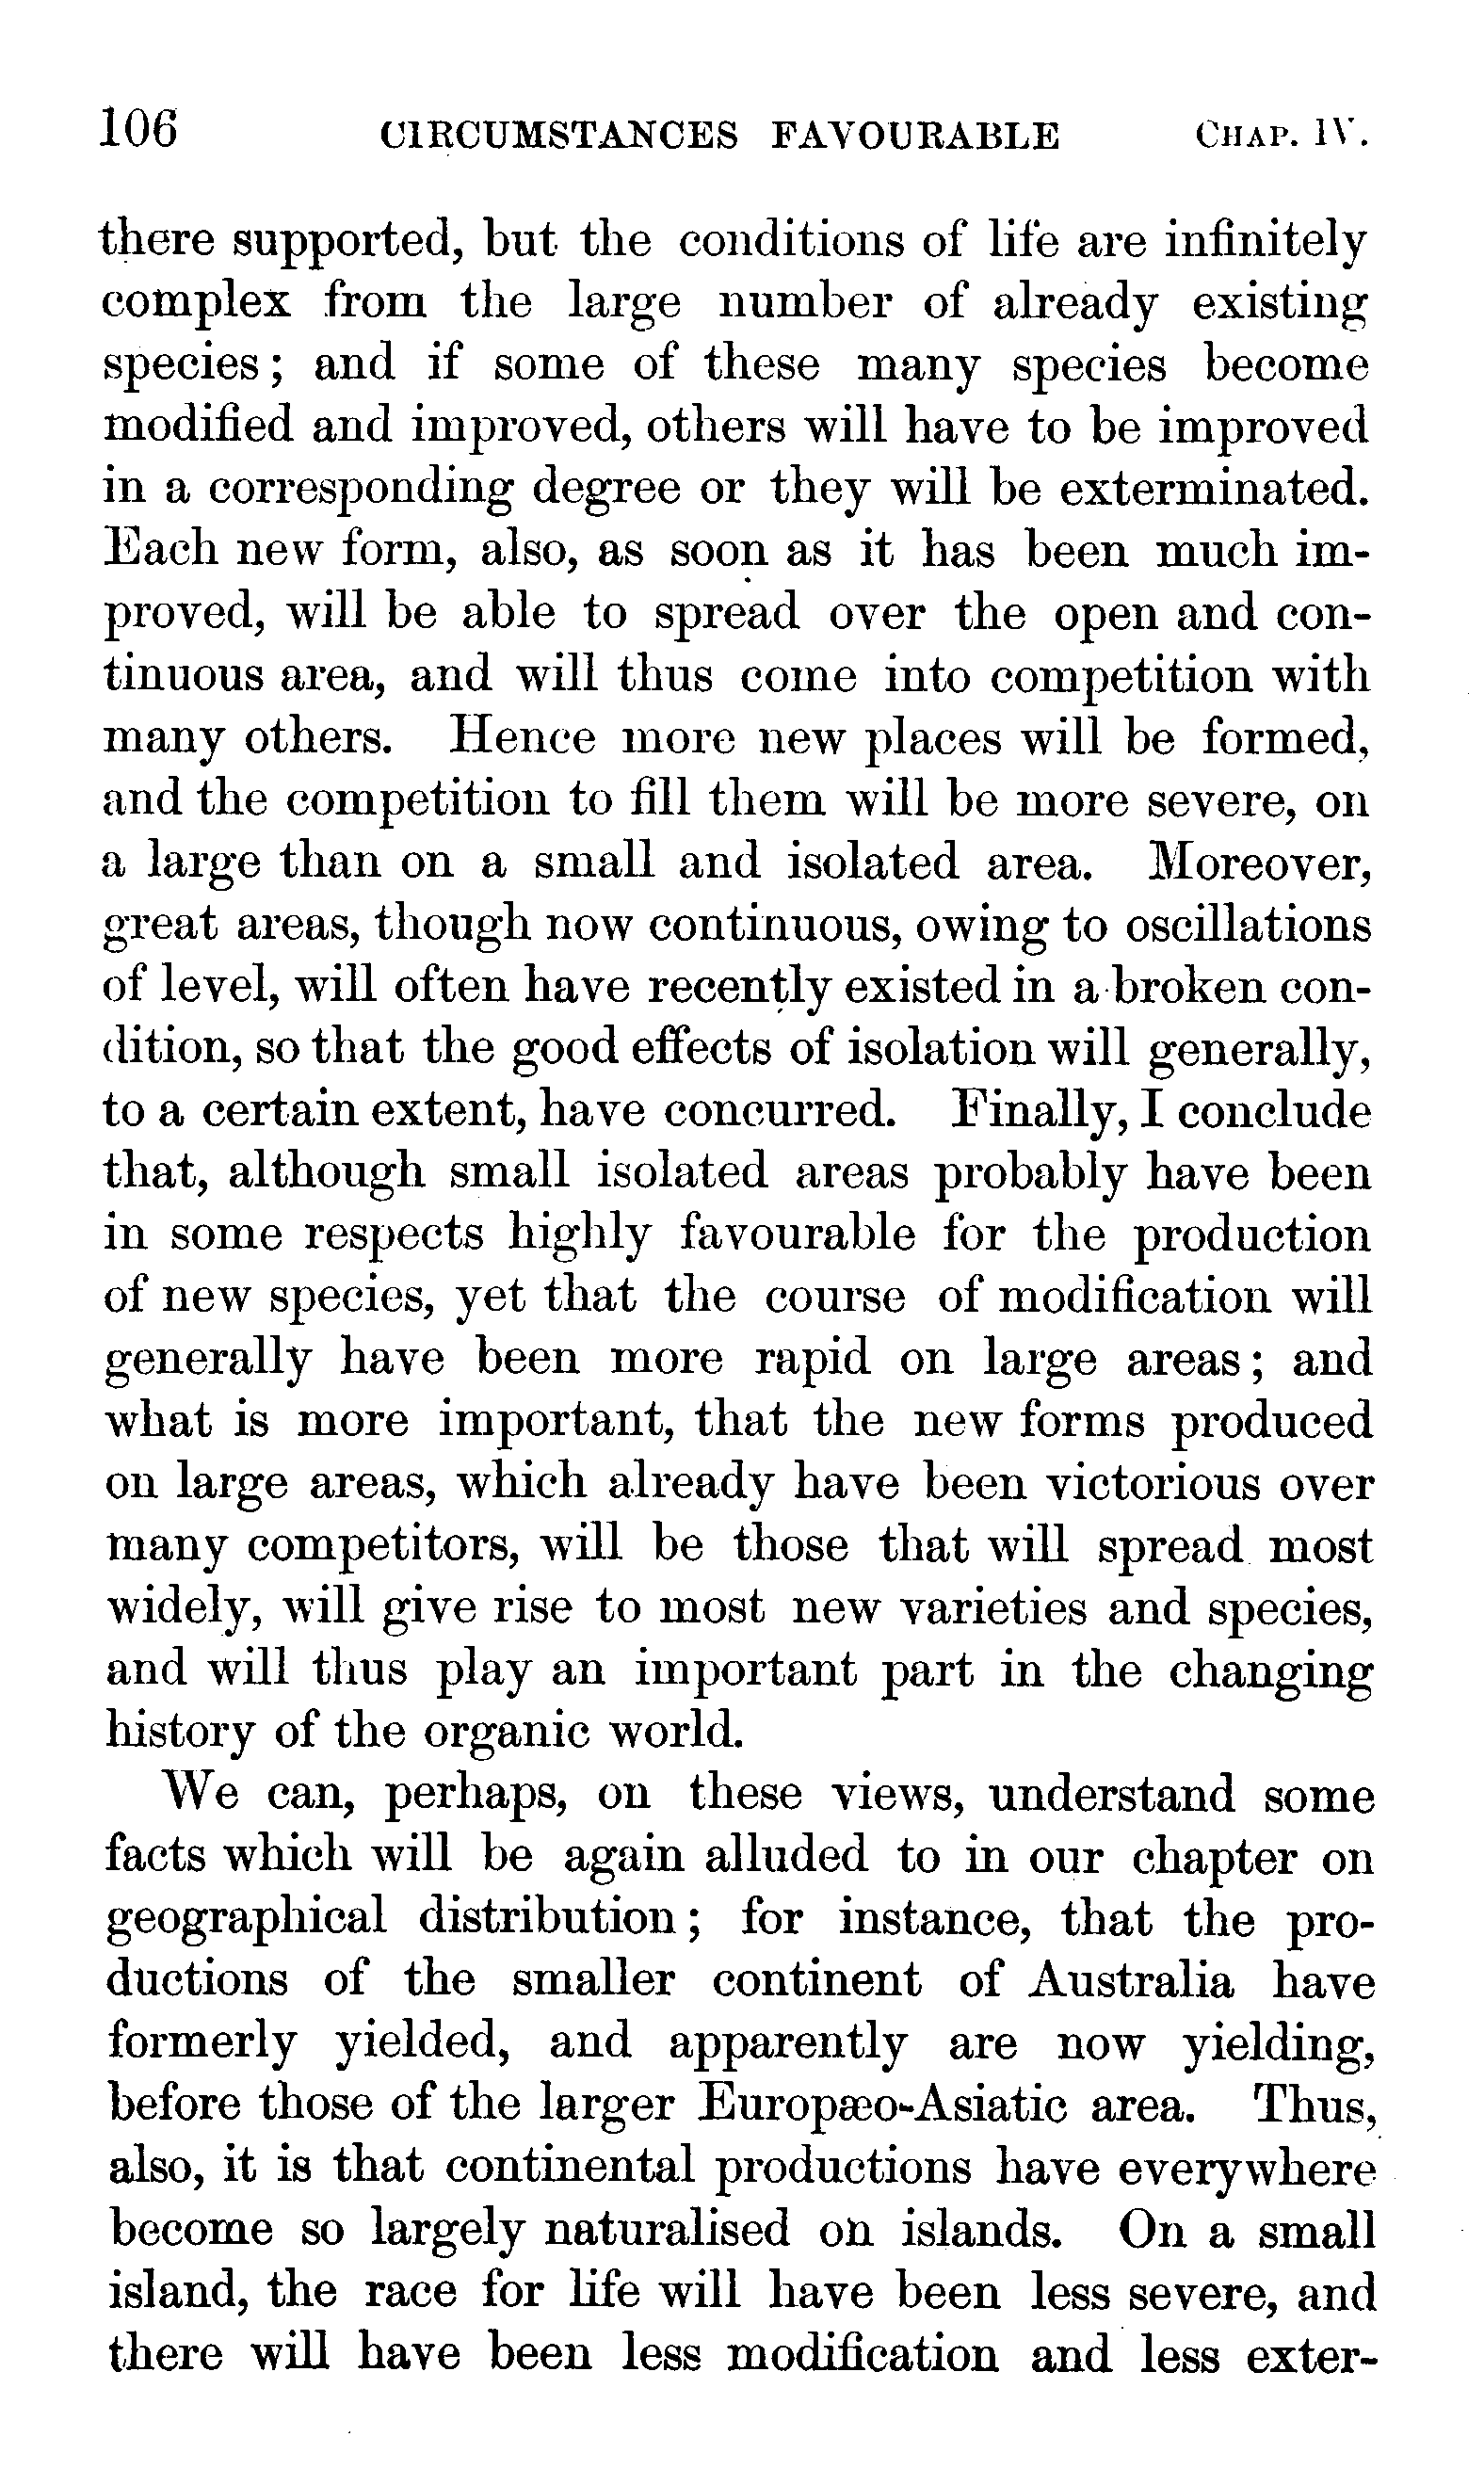 106 CIRCUMSTANCES FAVOURABLE CHAP. IV.
there supported, but the conditions of life are infinitely
complex from the large number of already existing
species; and if some of these many species become
modified and improved, others will have to be improved
in a corresponding degree or they will be exterminated.
Each new form, also, as soon as it has been much im-
proved, will be able to spread over the open and con-
tinuous area, and will thus come into competition with
many others. Hence more new places will be formed,
and the competition to fill them will be more severe, on
a large than on a small and isolated area. Moreover,
great areas, though now continuous, owing to oscillations
of level, will often have recently existed in a broken con-
dition, so that the good effects of isolation will generally,
to a certain extent, have concurred. Finally, I conclude
that, although small isolated areas probably have been
in some respects highly favourable for the production
of new species, yet that the course of modification will
generally have been more rapid on large areas; and
what is more important, that the new forms produced
on large areas, which already have been victorious over
many competitors, will be those that will spread most
widely, will give rise to most new varieties and species,
and will thus play an important part in the changing
history of the organic world.
We can, perhaps, on these views, understand some
facts which will be again alluded to in our chapter on
geographical distribution; for instance, that the pro-
ductions of the smaller continent of Australia have
formerly yielded, and apparently are now yielding,
before those of the larger Europæo-Asiatic area. Thus,
also, it is that continental productions have everywhere
become so largely naturalised on islands. On a small
island, the race for life will have been less severe, and
there will have been less modification and less exter-